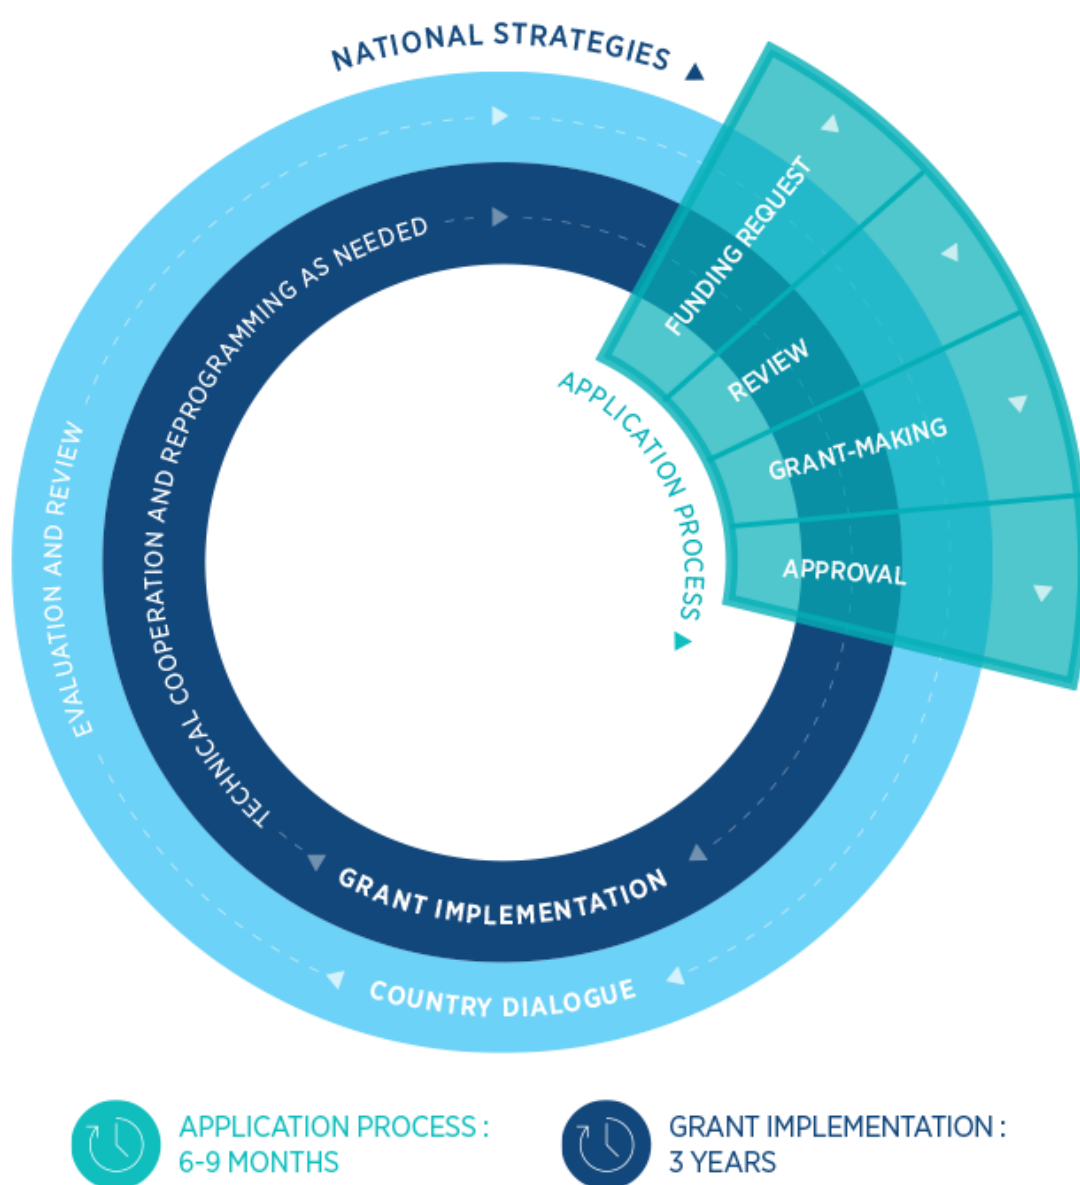 NATIONAL STRATEGIES
FUNDING REQUEST
REVIEW
GRANT-MAKING
APPROVAL
APPLICATION PROCESS
TECHNICAL COOPERATION AND REPROGRAMMING AS NEEDED
EVALUATION AND REVIEW
GRANT IMPLEMENTATION
COUNTRY DIALOGUE
APPLICATION PROCESS :
6-9 MONTHS
GRANT IMPLEMENTATION :
3 YEARS